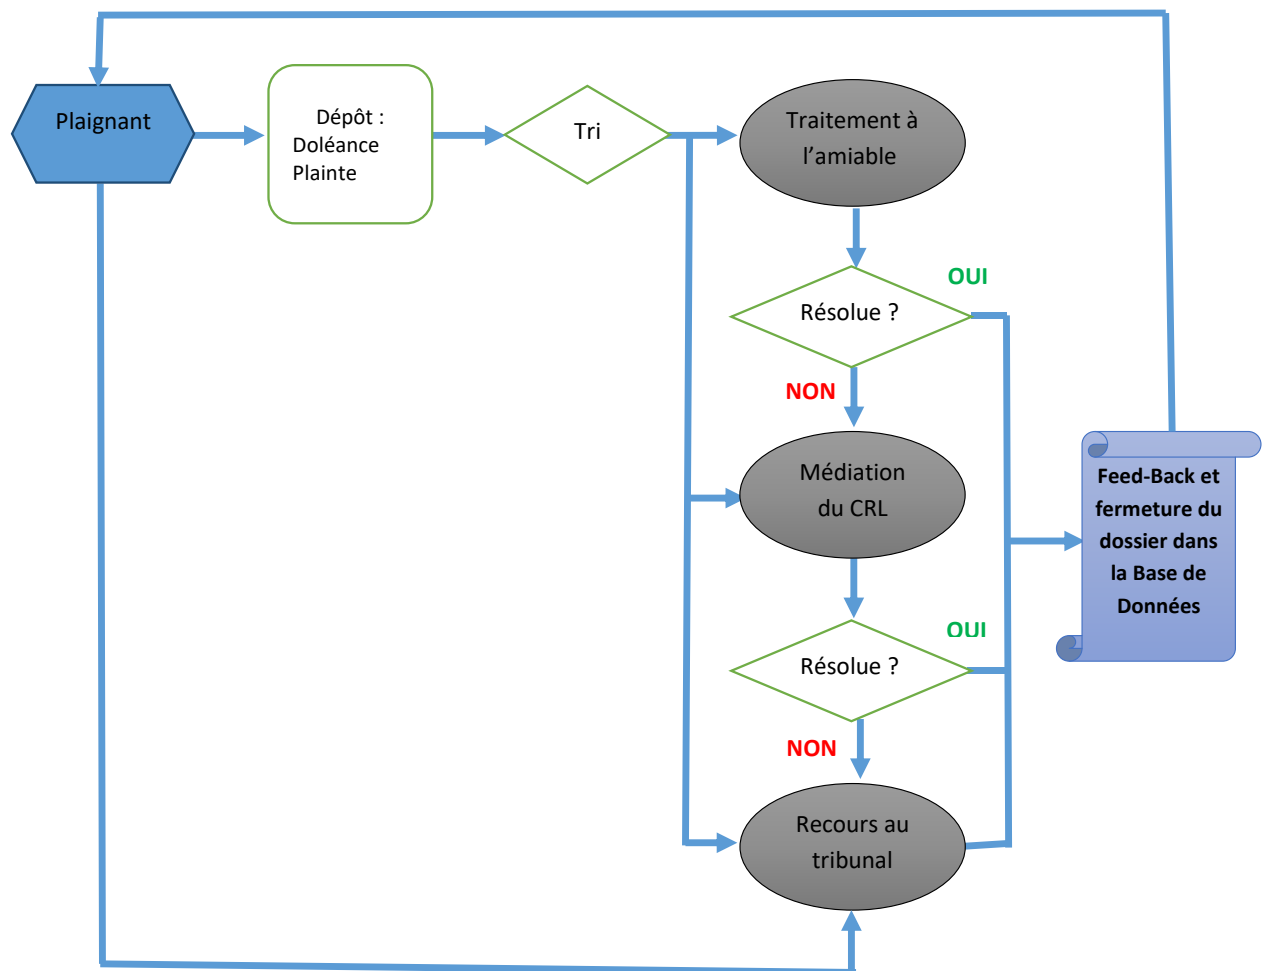 Plaignant
Dépôt :
Doléance
Plainte
Tri
Traitement à
l’amiable
OUI
Résolue ?
NON
Médiation
du CRL
Feed-Back et
fermeture du
dossier dans
la Base de
Données
OUI
Résolue ?
NON
Recours au
tribunal